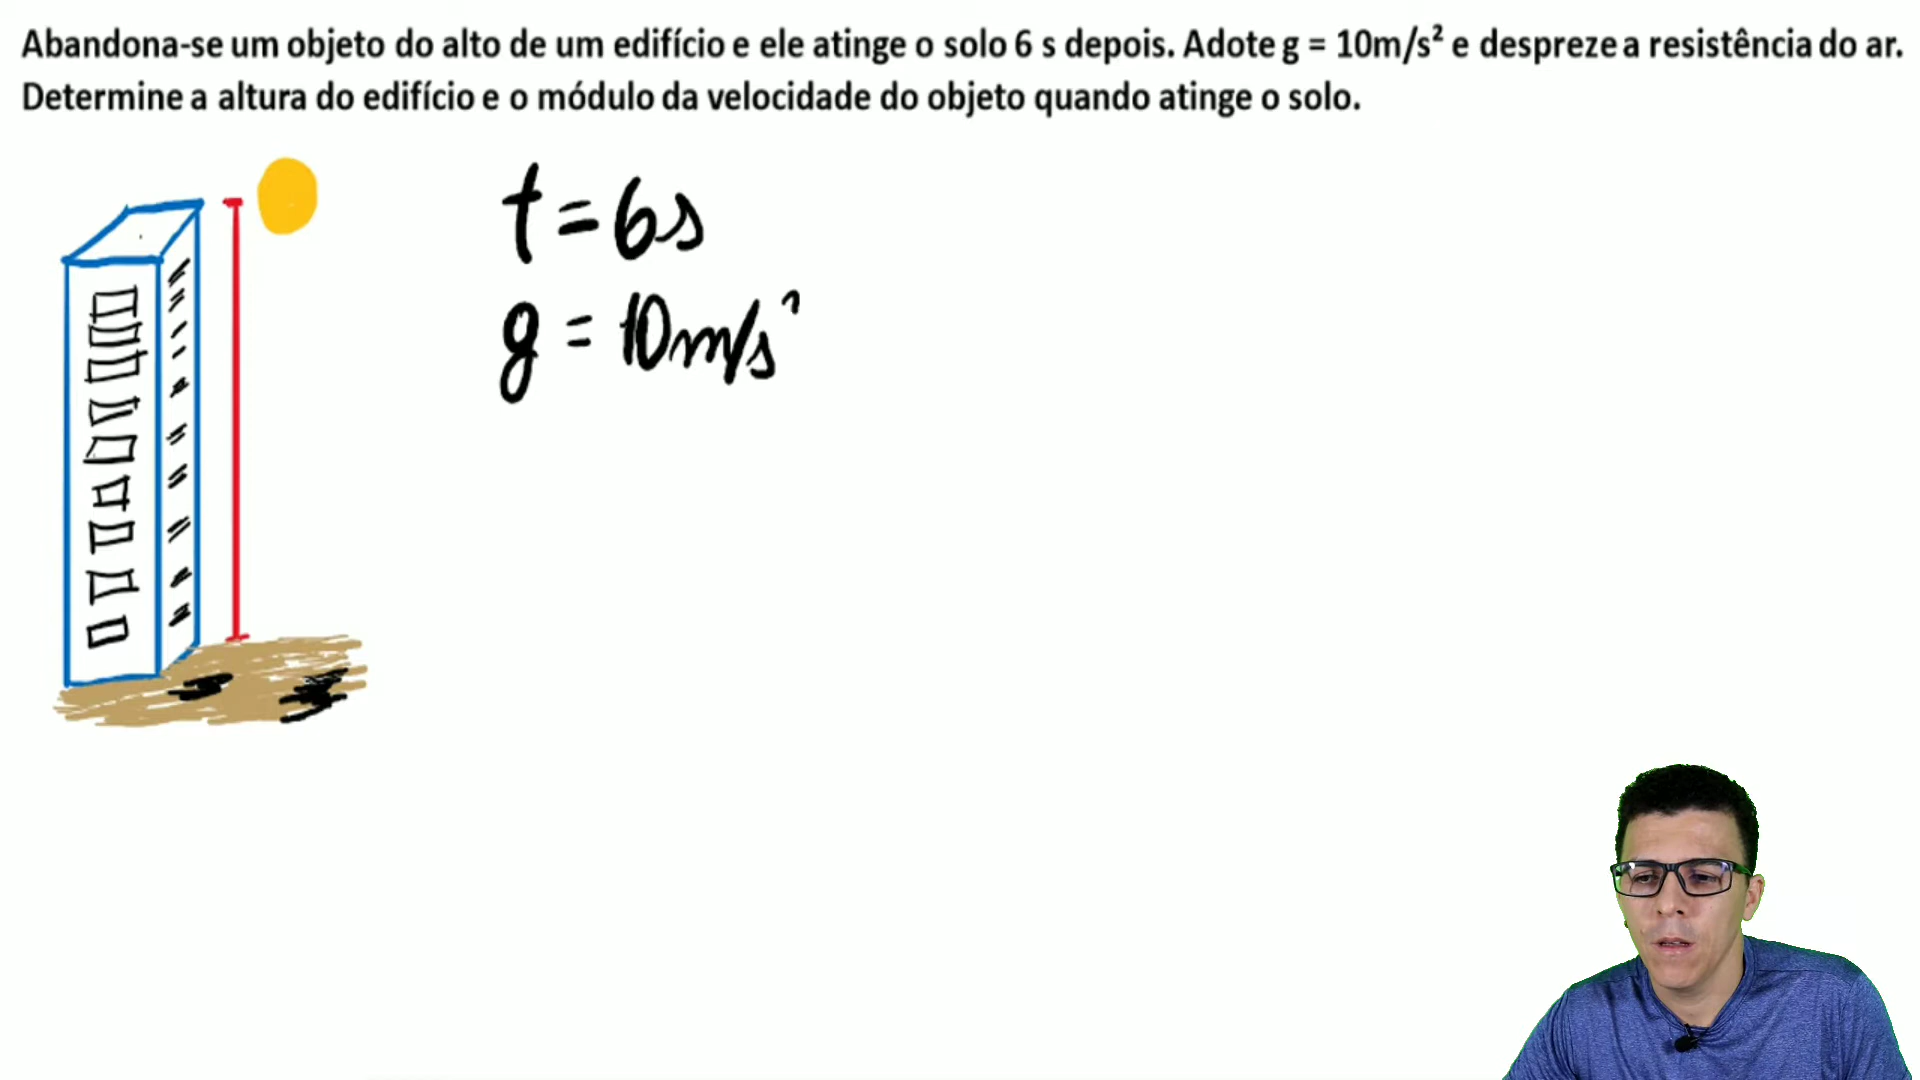 Abandona-se um objeto do alto de um edifício e ele atinge o solo 6 s depois. Adote g = 10m/s² e despreze a resistência do ar.
Determine a altura do edifício e o módulo da velocidade do objeto quando atinge o solo.
t = 6s
g = 10m/s²